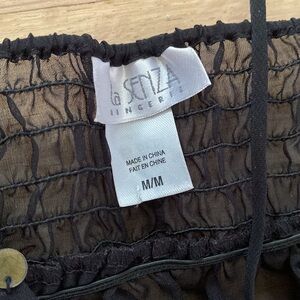 la SENZA
LINGERIE
MADE IN CHINA
FAIT EN CHINE
M/M